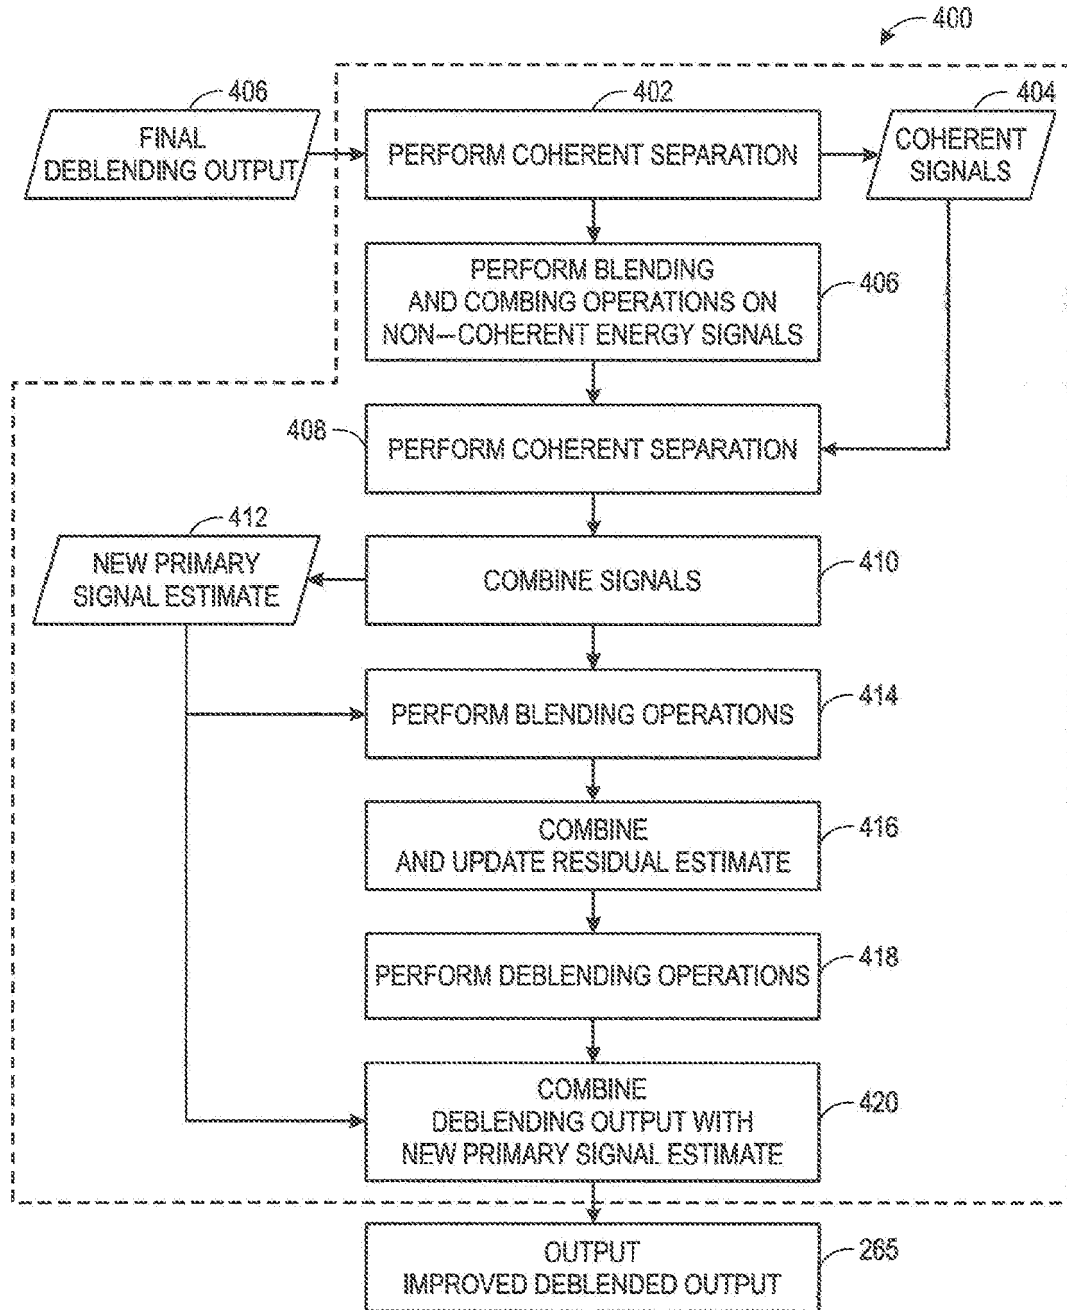 400
406
FINAL
DEBLENDING OUTPUT
402
PERFORM COHERENT SEPARATION
404
COHERENT
SIGNALS
PERFORM BLENDING
AND COMBING OPERATIONS ON
NON-COHERENT ENERGY SIGNALS
406
408
PERFORM COHERENT SEPARATION
412
NEW PRIMARY
SIGNAL ESTIMATE
COMBINE SIGNALS
410
PERFORM BLENDING OPERATIONS
414
COMBINE
AND UPDATE RESIDUAL ESTIMATE
416
PERFORM DEBLENDING OPERATIONS
418
COMBINE
DEBLENDING OUTPUT WITH
NEW PRIMARY SIGNAL ESTIMATE
420
OUTPUT
IMPROVED DEBLENDED OUTPUT
265